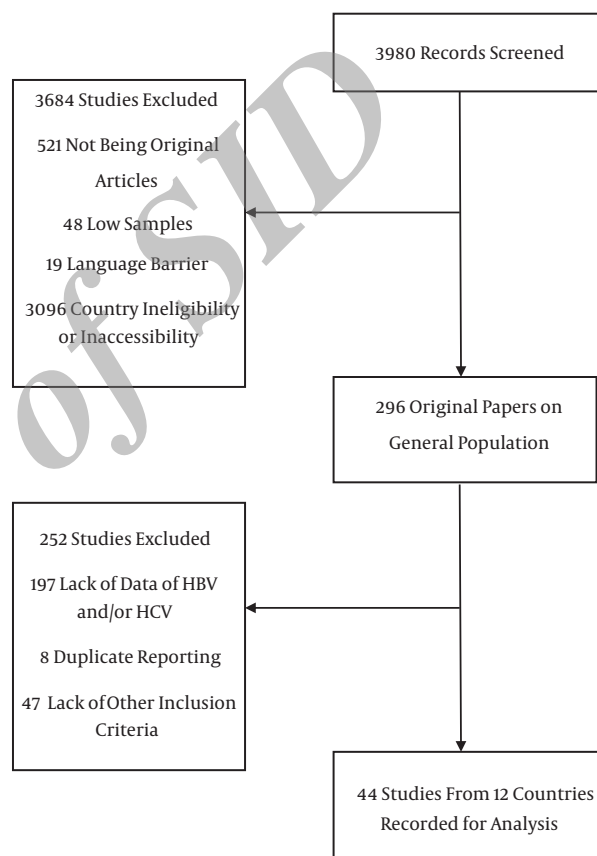 3980 Records Screened
3684 Studies Excluded
521 Not Being Original
Articles
48 Low Samples
19 Language Barrier
3096 Country Ineligibility
or Inaccessibility
296 Original Papers on
General Population
252 Studies Excluded
197 Lack of Data of HBV
and/or HCV
8 Duplicate Reporting
47 Lack of Other Inclusion
Criteria
44 Studies From 12 Countries
Recorded for Analysis
of SID